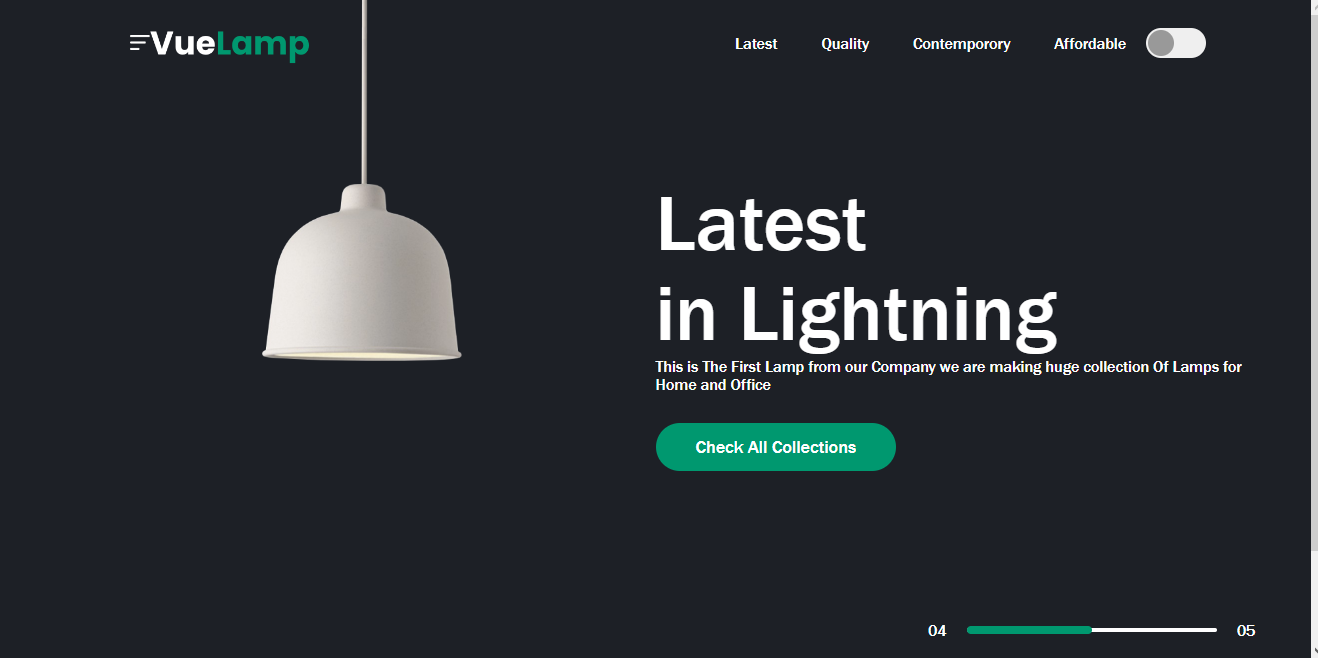 VueLamp
Latest Quality Contemporory Affordable
Latest
in Lightning
This is The First Lamp from our Company we are making huge collection Of Lamps for
Home and Office
Check All Collections
04 05